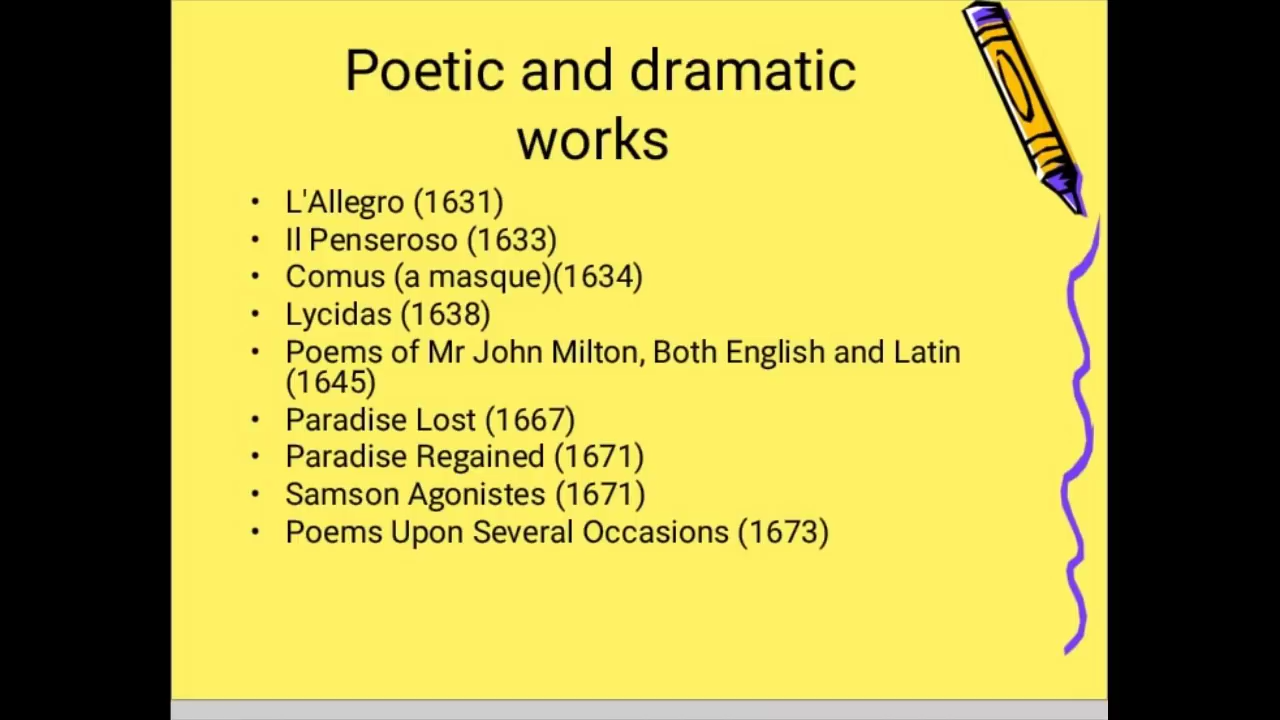 Poetic and dramatic
works
• L'Allegro (1631)
• Il Penseroso (1633)
• Comus (a masque)(1634)
• Lycidas (1638)
• Poems of Mr John Milton, Both English and Latin
(1645)
• Paradise Lost (1667)
• Paradise Regained (1671)
• Samson Agonistes (1671)
• Poems Upon Several Occasions (1673)